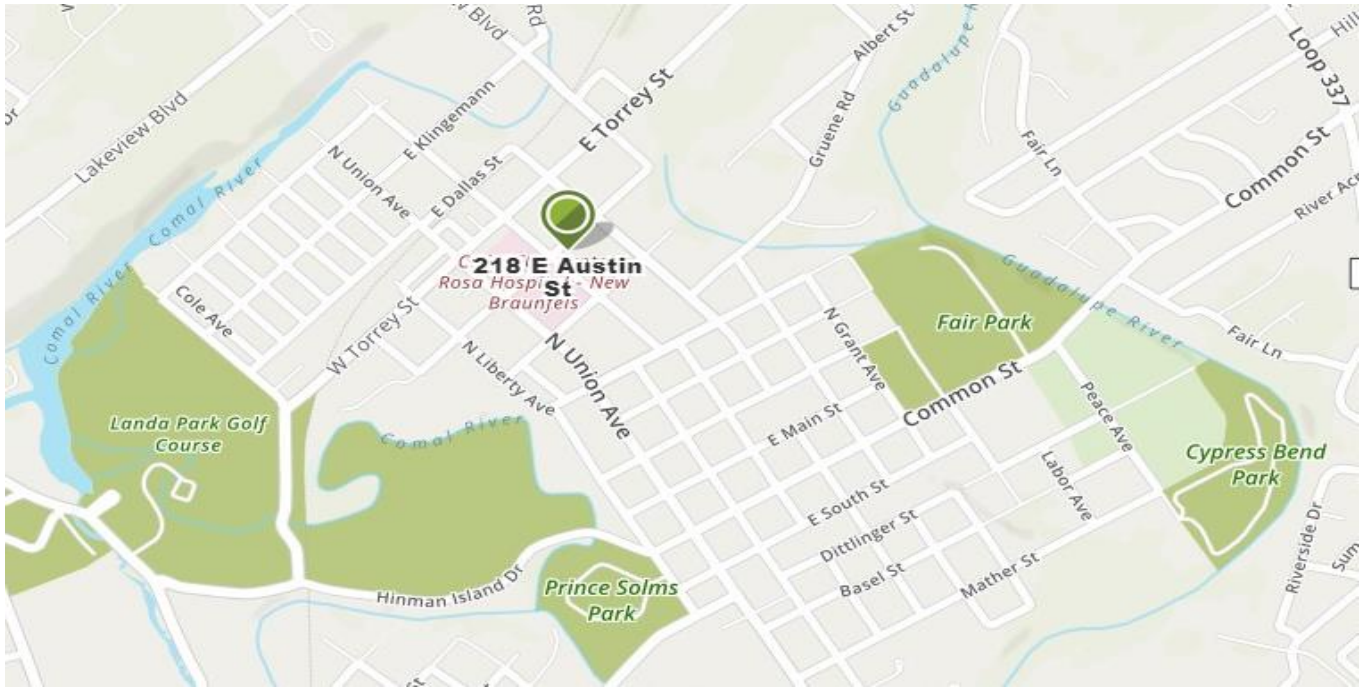 Blvd
Rd
Albert St
Hill
Loop 337
Lakeview Blvd
E Klingemann
E Torrey St
Gruene Rd
Guadalupe
Fair Ln
Common St
River Acr
N Union Ave
E Dallas St
Comal River
Comal River
218 E Austin
St
Rosa Hospital - New
Braunfels
Cole Ave
W Torrey St
N Liberty Ave
N Union Ave
N Grant Ave
Fair Park
Guadalupe River
Fair Ln
Landa Park Golf
Course
Comal River
E Main St
Common St
Peace Ave
Cypress Bend
Park
Labor Ave
E South St
Dittlinger St
Basel St
Mather St
Riverside Dr
Sum
Hinman Island Dr
Prince Solms
Park